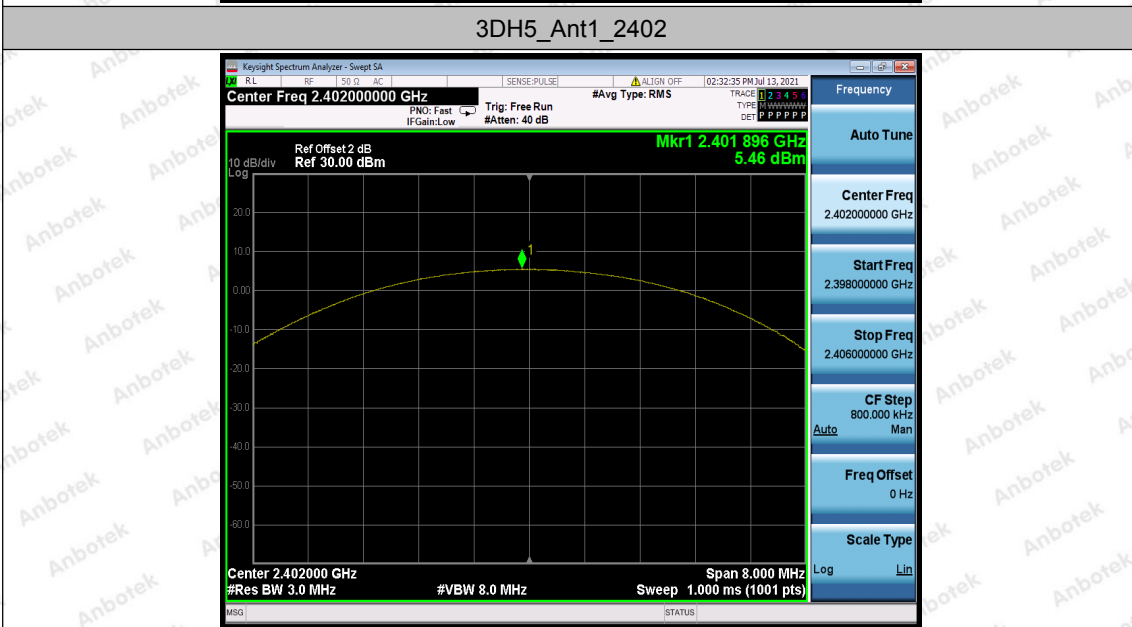 3DH5_Ant1_2402
Keysight Spectrum Analyzer - Swept SA
RL RF 50 Ω AC SENSE:PULSE ALIGN OFF 02:32:35 PM Jul 13, 2021
Center Freq 2.402000000 GHz
PNO: Fast
IFGain:Low
Trig: Free Run
#Atten: 40 dB
#Avg Type: RMS
TRACE 1 2 3 4 5 6
TYPE M W W W W W
DET P P P P P P
Frequency
Auto Tune
Center Freq
2.402000000 GHz
Start Freq
2.398000000 GHz
Stop Freq
2.406000000 GHz
CF Step
800.000 kHz
Auto Man
Freq Offset
0 Hz
Scale Type
Log Lin
Ref Offset 2 dB
10 dB/div Ref 30.00 dBm
Log
Mkr1 2.401 896 GHz
5.46 dBm
20.0
10.0
1
0.00
-10.0
-20.0
-30.0
-40.0
-50.0
-60.0
Center 2.402000 GHz Span 8.000 MHz
#Res BW 3.0 MHz #VBW 8.0 MHz Sweep 1.000 ms (1001 pts)
MSG STATUS
Anbotek